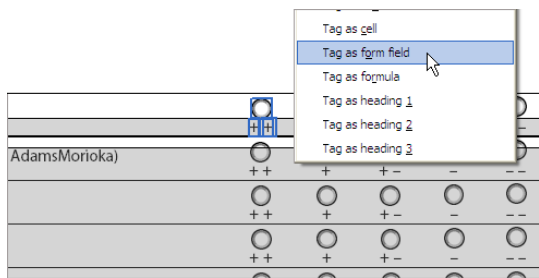 Tag as cell
Tag as form field
Tag as formula
Tag as heading 1
Tag as heading 2
Tag as heading 3
+ +
–
AdamsMorioka)
+ + + + – – – –
+ + + + – – – –
+ + + + – – – –